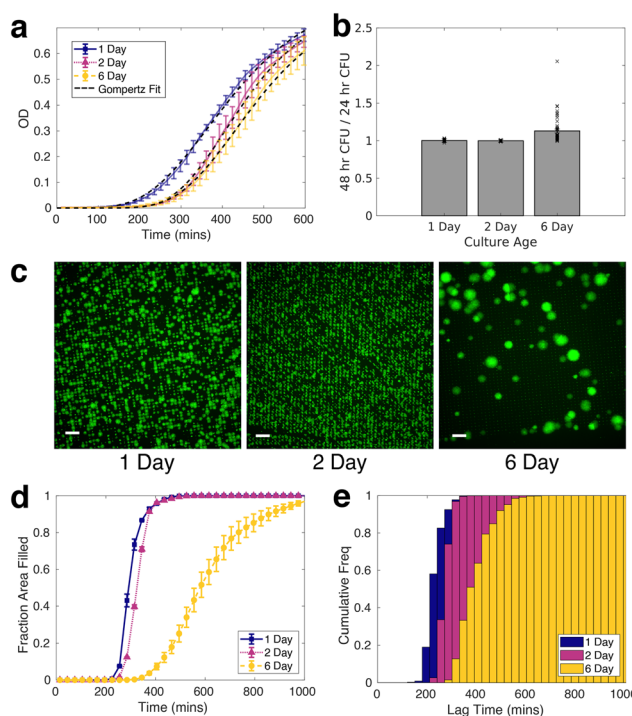 a
0.6
0.5
0.4
0.3
0.2
0.1
0
OD
1 Day
2 Day
6 Day
Gompertz Fit
0 100 200 300 400 500 600
Time (mins)
b
2.5
2
1.5
1
0.5
0
48 hr CFU / 24 hr CFU
1 Day 2 Day 6 Day
Culture Age
c
1 Day 2 Day 6 Day
d
1
0.8
0.6
0.4
0.2
0
Fraction Area Filled
1 Day
2 Day
6 Day
0 200 400 600 800 1000
Time (mins)
e
1
0.8
0.6
0.4
0.2
0
Cumulative Freq
1 Day
2 Day
6 Day
0 200 400 600 800 1000
Lag Time (mins)